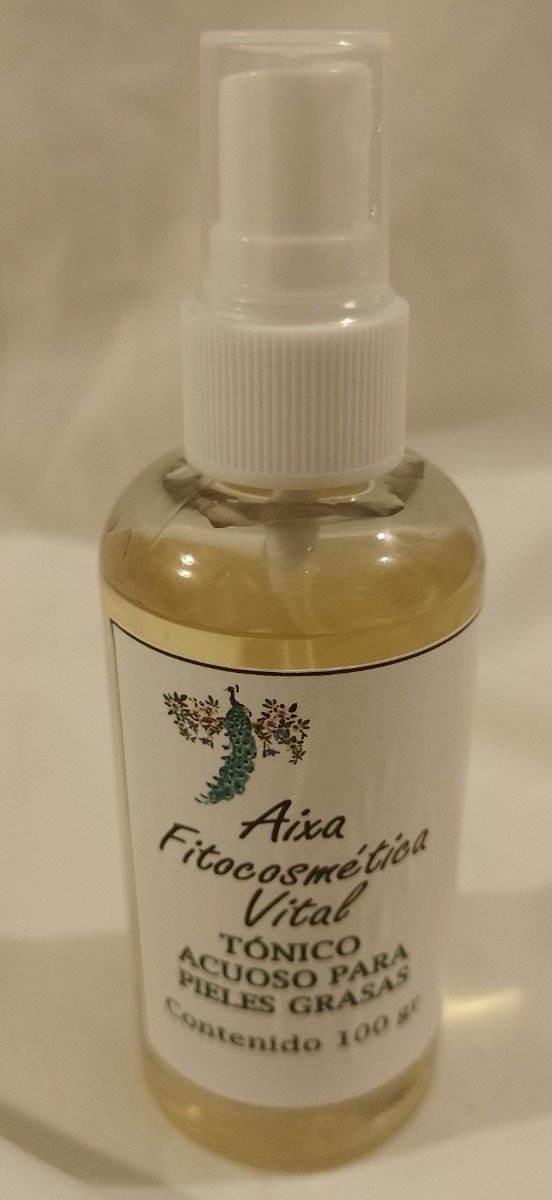 Aixa
Fitocosmética
Vital
TÓNICO
ACUOSO PARA
PIELES GRASAS
Contenido 100 gr